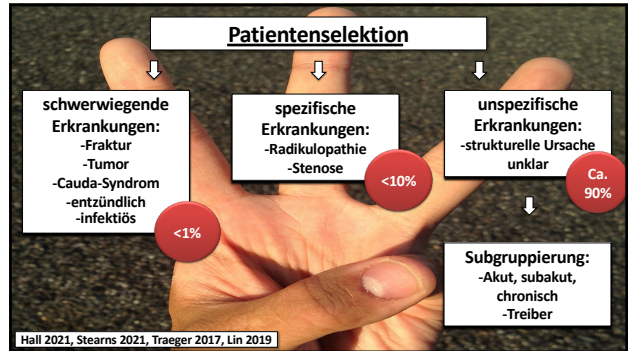 Patientenselektion
schwerwiegende
Erkrankungen:
-Fraktur
-Tumor
-Cauda-Syndrom
-entzündlich
-infektiös
<1%
spezifische
Erkrankungen:
-Radikulopathie
-Stenose
<10%
unspezifische
Erkrankungen:
-strukturelle Ursache
unklar
Ca.
90%
Subgruppierung:
-Akut, subakut,
chronisch
-Treiber
Hall 2021, Stearns 2021, Traeger 2017, Lin 2019